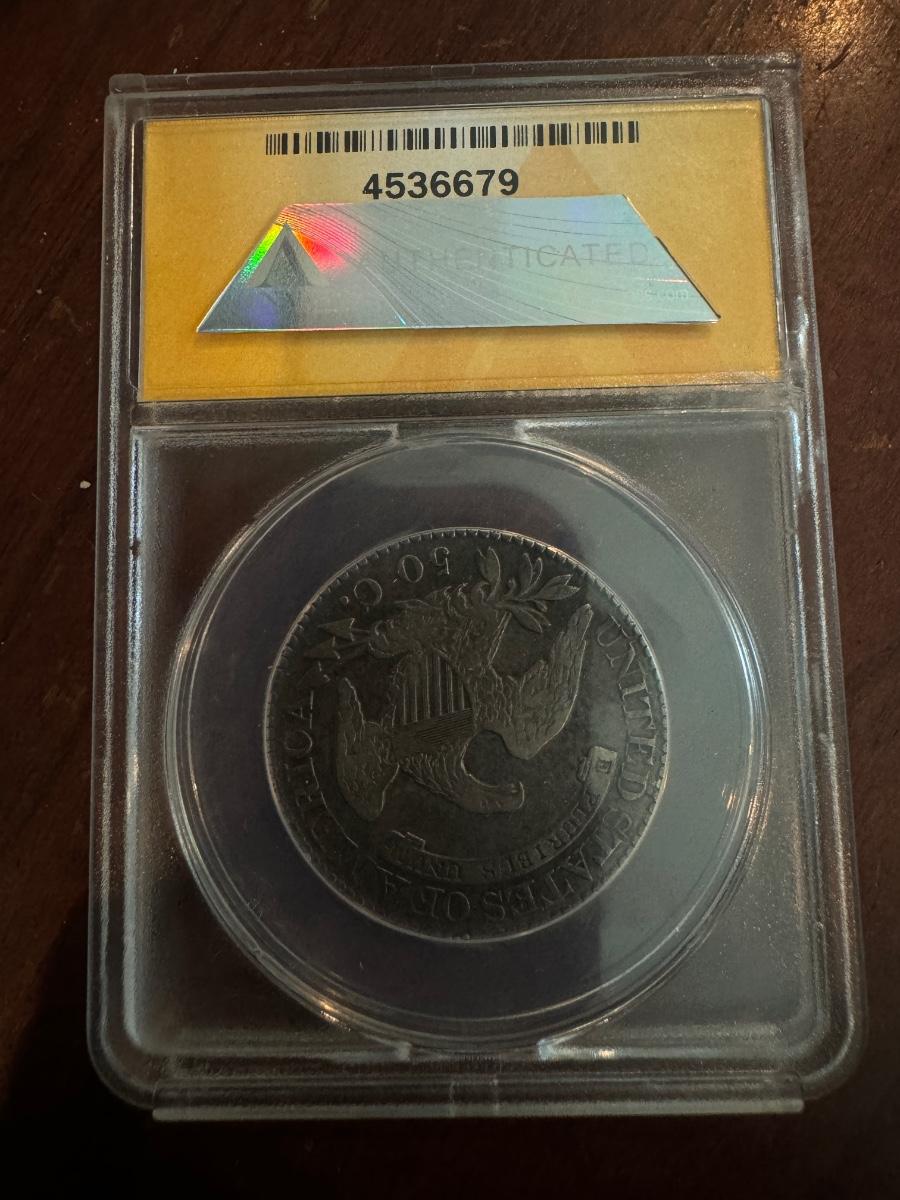 4536679
AUTHENTICATED
UNITED STATES OF AMERICA
E PLURIBUS UNUM
50 C.